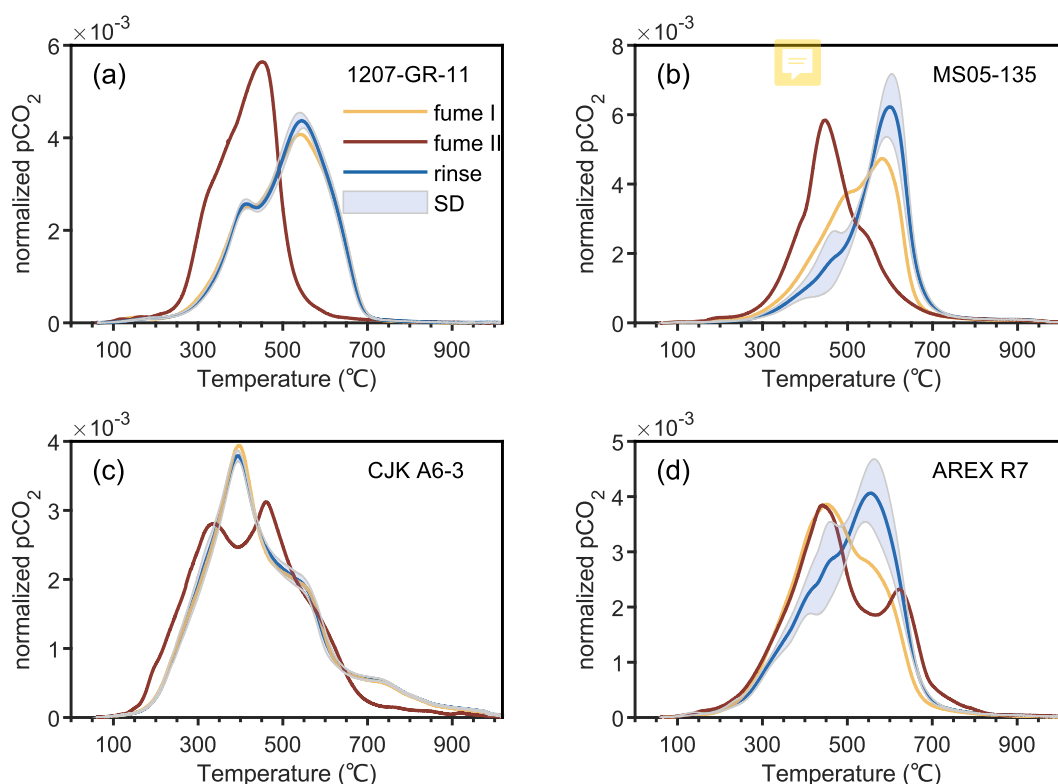 ×10⁻³
6
4
2
0
normalized pCO₂
(a)
1207-GR-11
fume I
fume II
rinse
SD
100 300 500 700 900
Temperature (℃)
×10⁻³
8
6
4
2
0
normalized pCO₂
(b)
MS05-135
100 300 500 700 900
Temperature (℃)
×10⁻³
4
3
2
1
0
normalized pCO₂
(c)
CJK A6-3
100 300 500 700 900
Temperature (℃)
×10⁻³
5
4
3
2
1
0
normalized pCO₂
(d)
AREX R7
100 300 500 700 900
Temperature (℃)